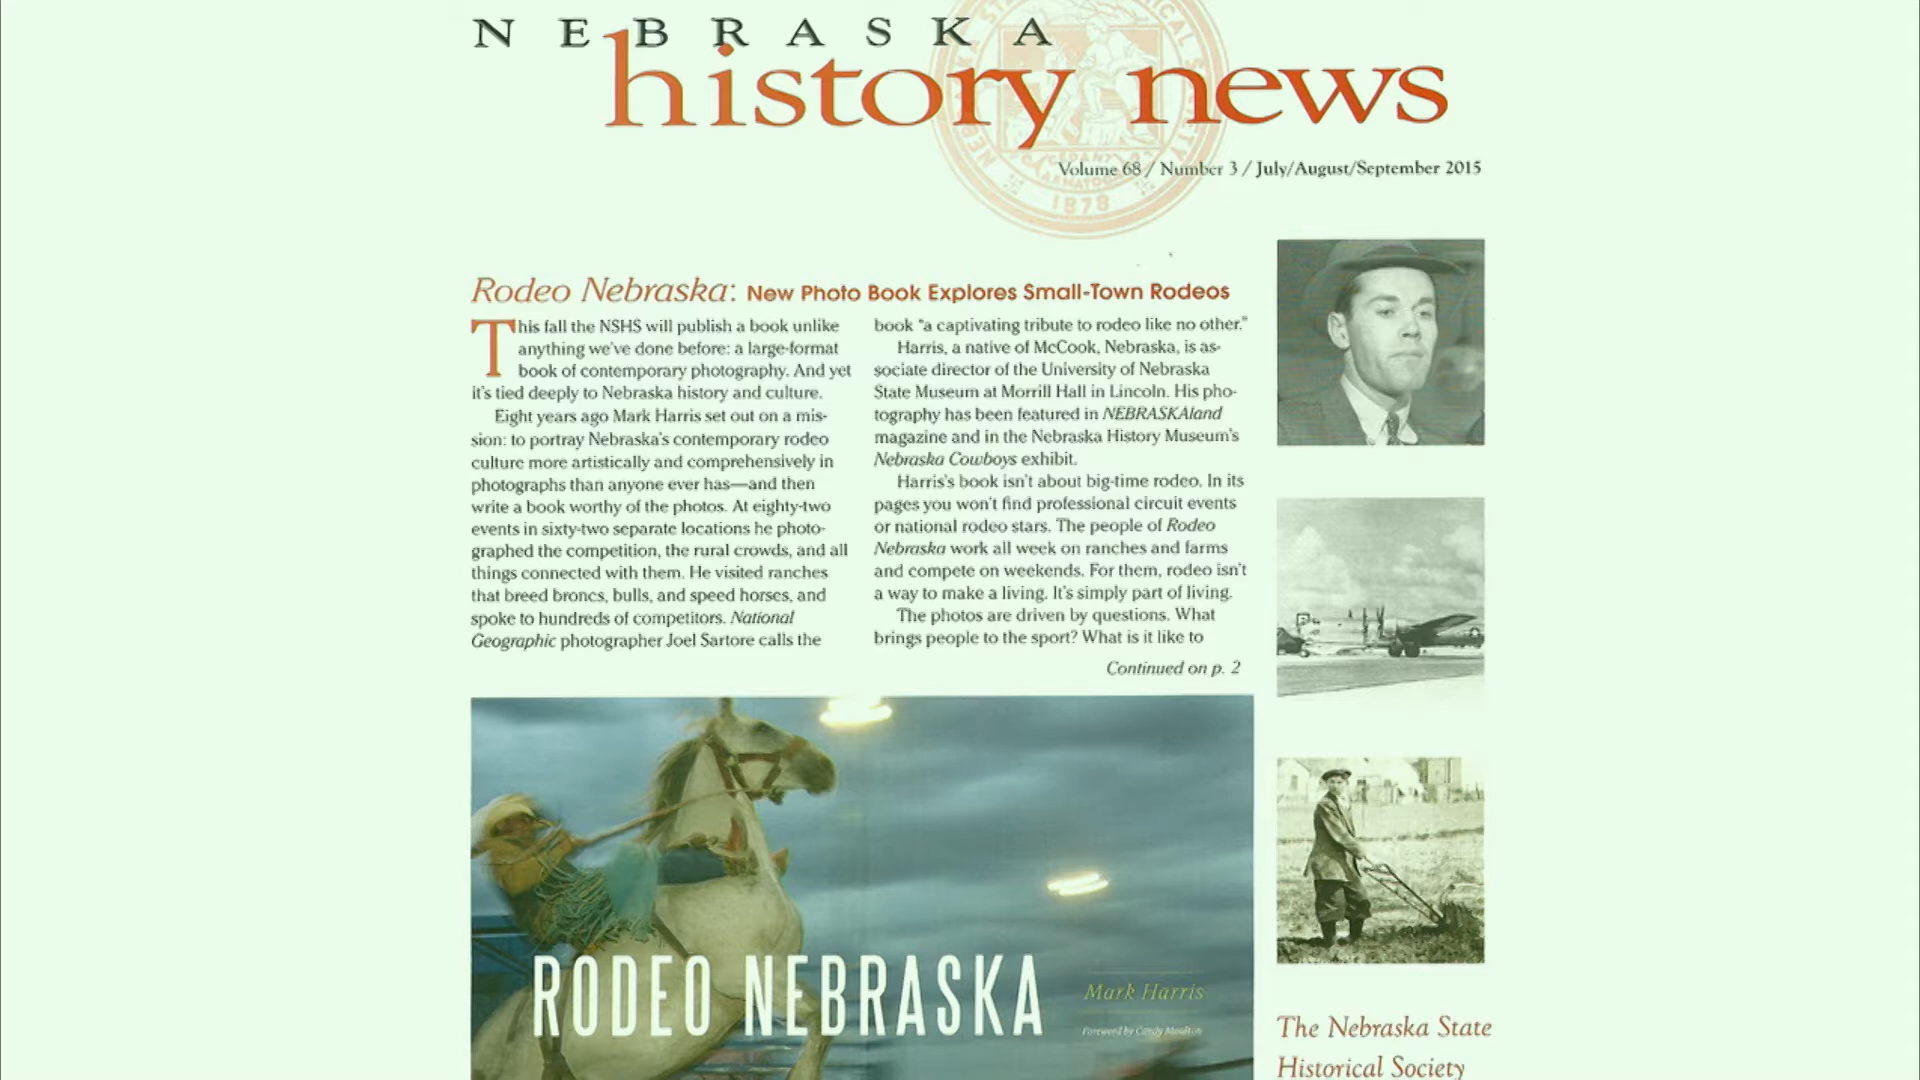 NEBRASKA
history news
Volume 68 / Number 3 / July/August/September 2015
1878
Rodeo Nebraska: New Photo Book Explores Small-Town Rodeos
This fall the NSHS will publish a book unlike
anything we've done before: a large-format
book of contemporary photography. And yet
it's tied deeply to Nebraska history and culture.
Eight years ago Mark Harris set out on a mis-
sion: to portray Nebraska's contemporary rodeo
culture more artistically and comprehensively in
photographs than anyone ever has—and then
write a book worthy of the photos. At eighty-two
events in sixty-two separate locations he photo-
graphed the competition, the rural crowds, and all
things connected with them. He visited ranches
that breed broncs, bulls, and speed horses, and
spoke to hundreds of competitors. National
Geographic photographer Joel Sartore calls the
book "a captivating tribute to rodeo like no other."
Harris, a native of McCook, Nebraska, is as-
sociate director of the University of Nebraska
State Museum at Morrill Hall in Lincoln. His pho-
tography has been featured in NEBRASKAland
magazine and in the Nebraska History Museum's
Nebraska Cowboys exhibit.
Harris's book isn't about big-time rodeo. In its
pages you won't find professional circuit events
or national rodeo stars. The people of Rodeo
Nebraska work all week on ranches and farms
and compete on weekends. For them, rodeo isn't
a way to make a living. It's simply part of living.
The photos are driven by questions. What
brings people to the sport? What is it like to
Continued on p. 2
RODEO NEBRASKA
Mark Harris
Foreword by Candy Moulton
The Nebraska State
Historical Society